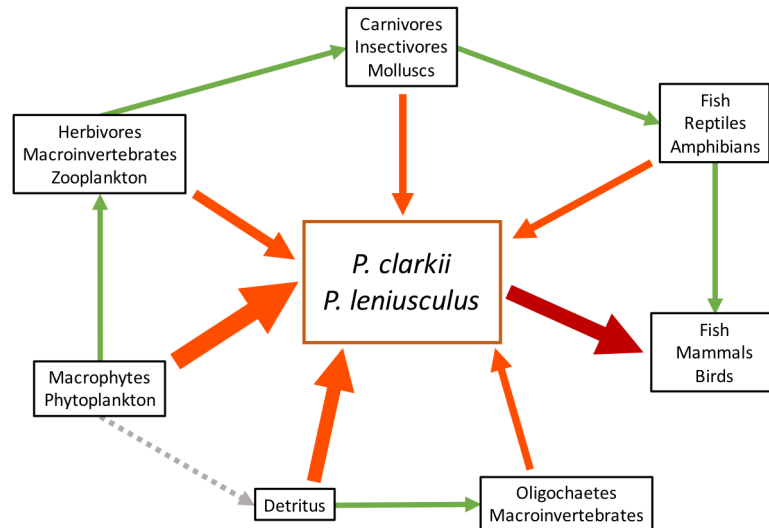 Carnivores
Insectivores
Molluscs
Herbivores
Macroinvertebrates
Zooplankton
Fish
Reptiles
Amphibians
P. clarkii
P. leniusculus
Macrophytes
Phytoplankton
Fish
Mammals
Birds
Detritus
Oligochaetes
Macroinvertebrates